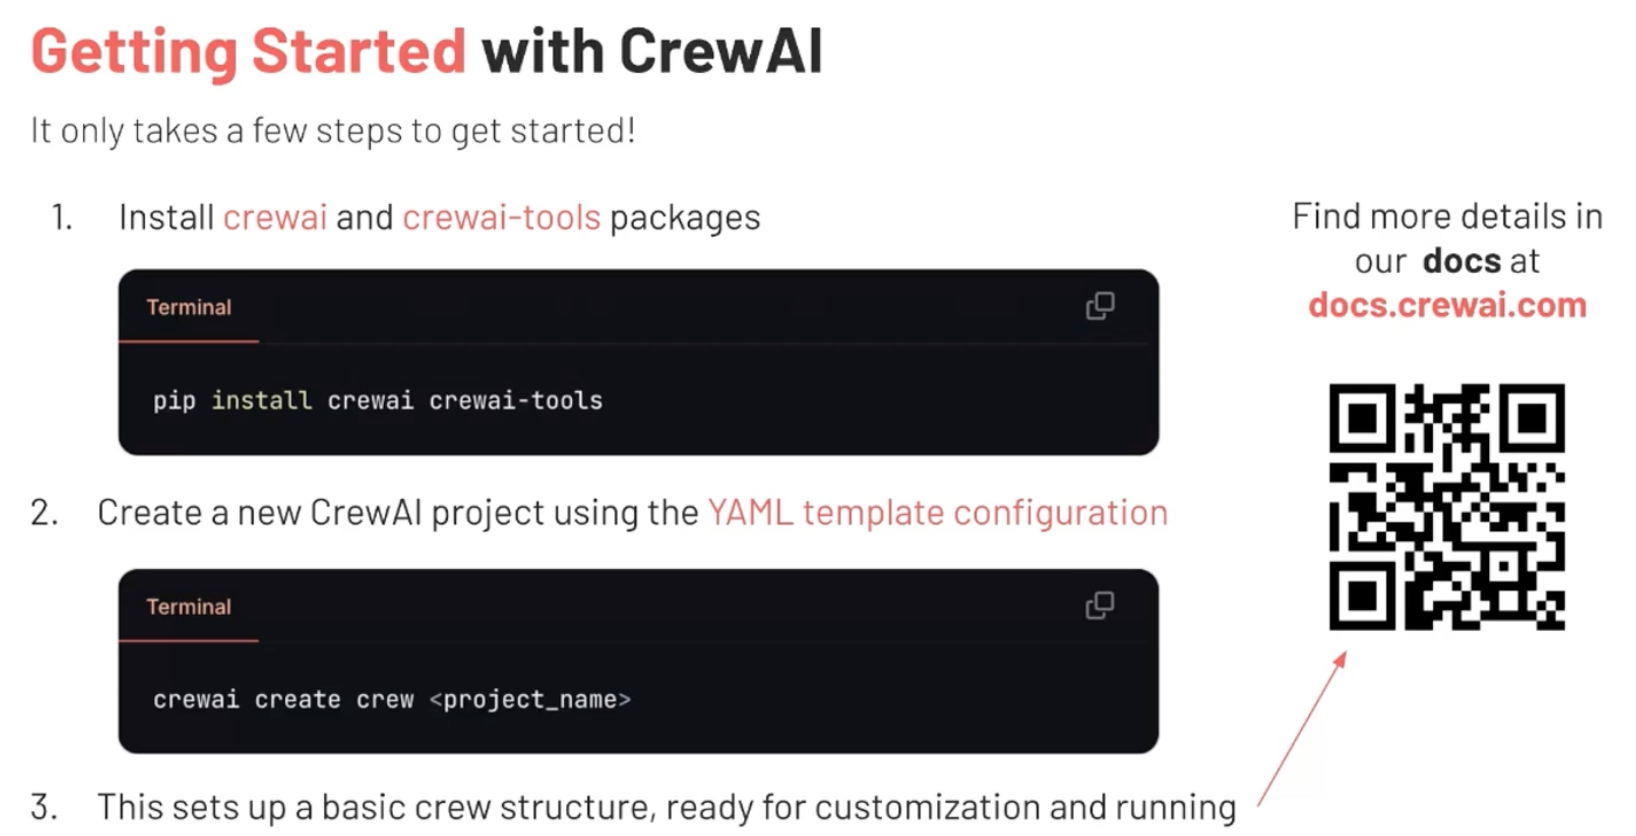 Getting Started with CrewAI
It only takes a few steps to get started!
1. Install crewai and crewai-tools packages
Terminal
pip install crewai crewai-tools
2. Create a new CrewAI project using the YAML template configuration
Terminal
crewai create crew <project_name>
3. This sets up a basic crew structure, ready for customization and running
Find more details in
our docs at
docs.crewai.com